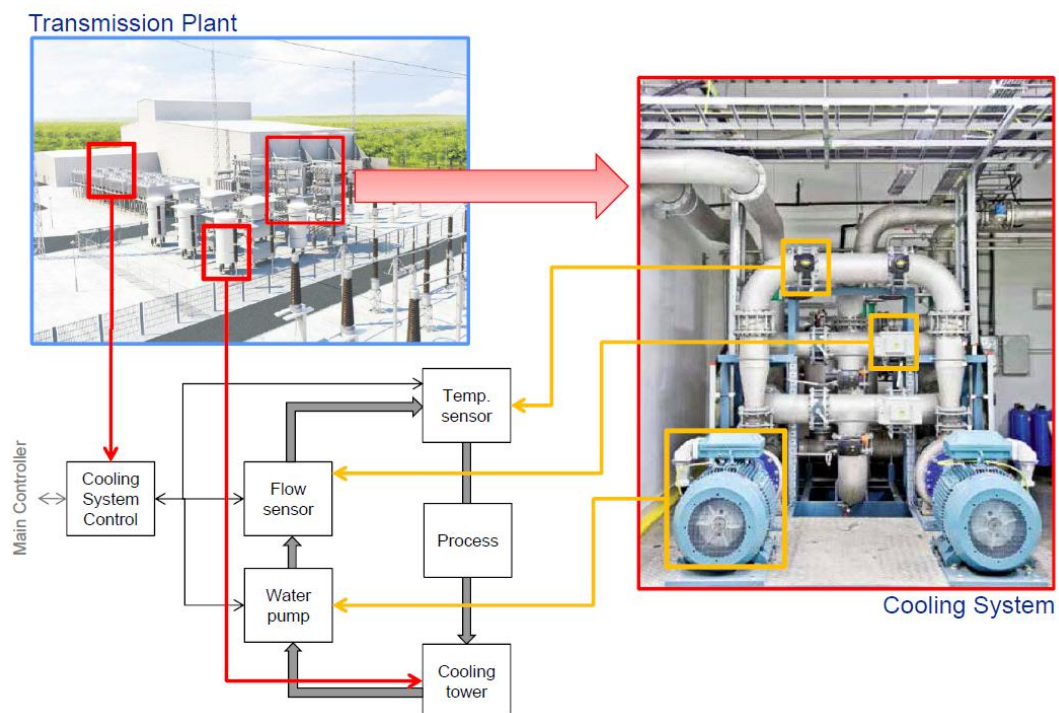 Transmission Plant
Temp.
sensor
Main Controller
Cooling
System
Control
Flow
sensor
Process
Water
pump
Cooling System
Cooling
tower